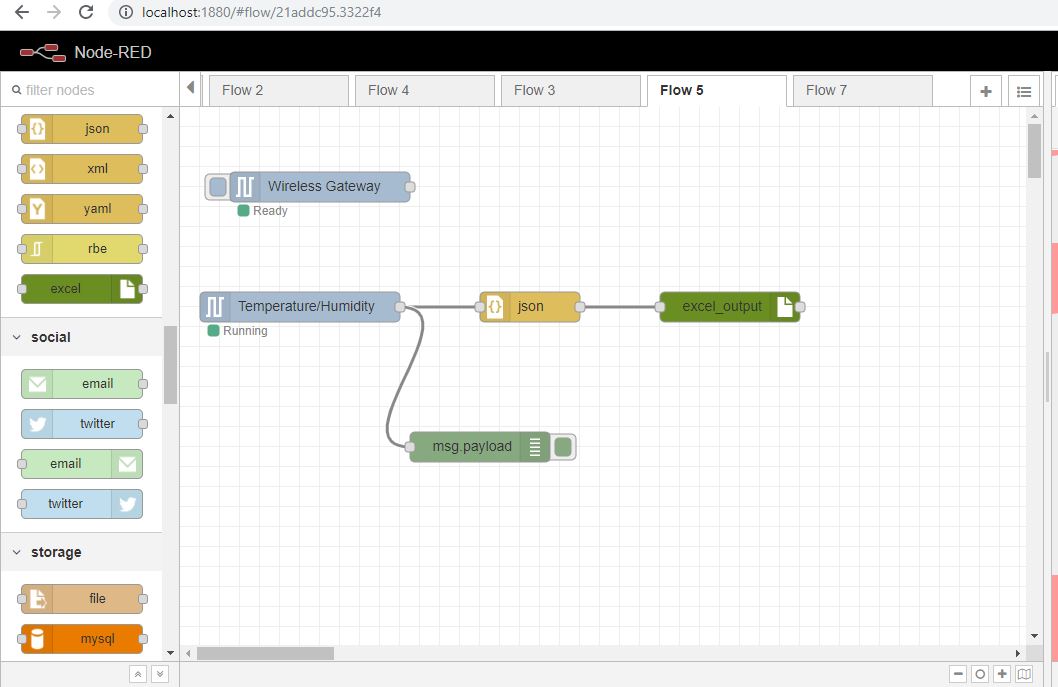 localhost:1880/#flow/21addc95.3322f4
Node-RED
filter nodes
Flow 2
Flow 4
Flow 3
Flow 5
Flow 7
json
xml
yaml
rbe
excel
social
email
twitter
email
twitter
storage
file
mysql
Wireless Gateway
Ready
Temperature/Humidity
Running
json
excel_output
msg.payload